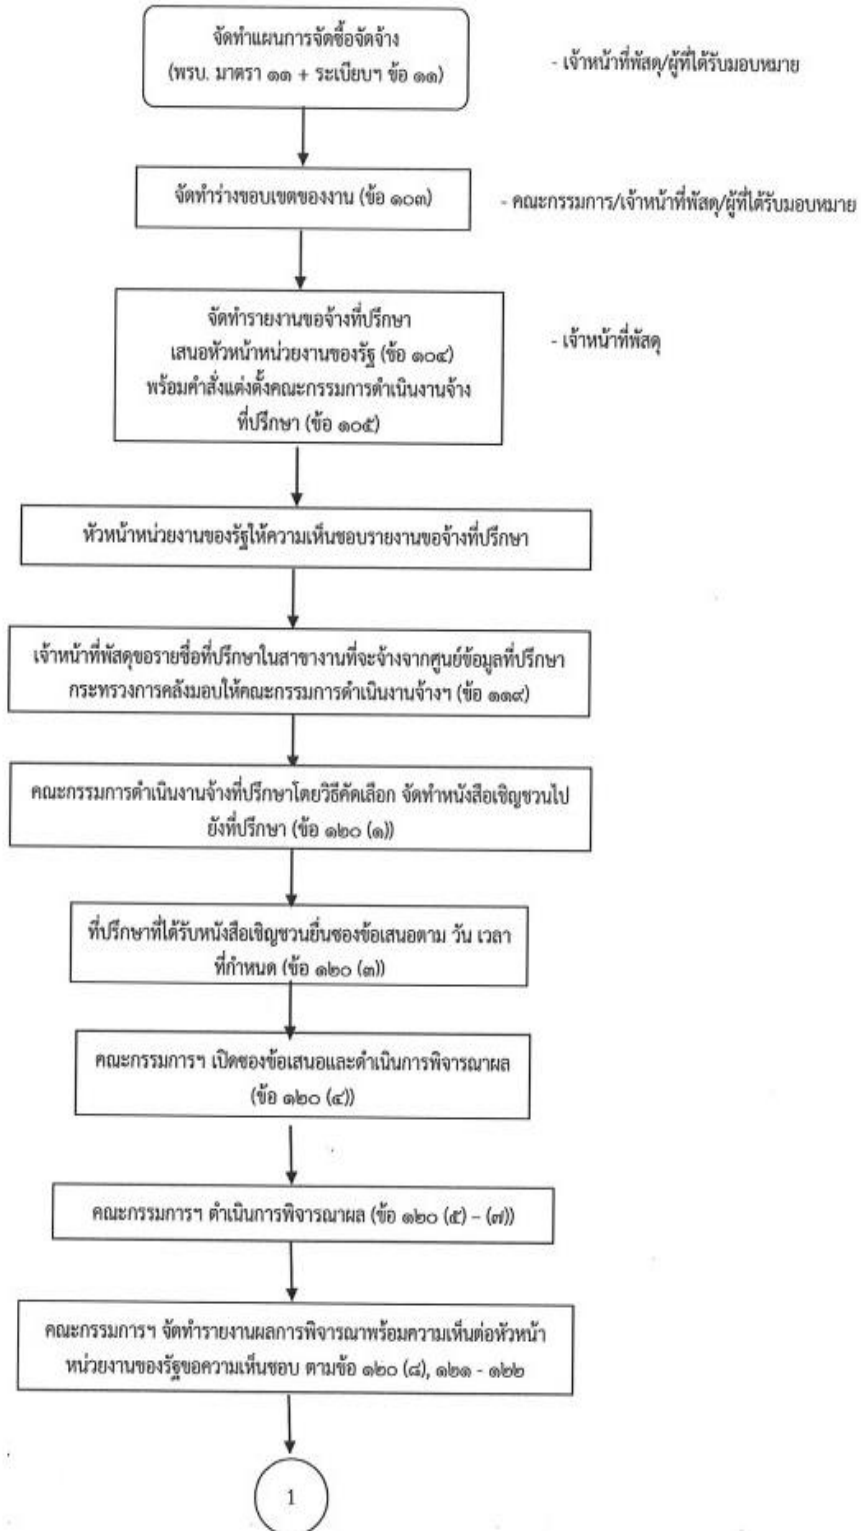 จัดทำแผนการจัดซื้อจัดจ้าง
(พรบ. มาตรา ๑๑ + ระเบียบฯ ข้อ ๑๑)
- เจ้าหน้าที่พัสดุ/ผู้ที่ได้รับมอบหมาย
จัดทำร่างขอบเขตของงาน (ข้อ ๑๐๓)
- คณะกรรมการ/เจ้าหน้าที่พัสดุ/ผู้ที่ได้รับมอบหมาย
จัดทำรายงานขอจ้างที่ปรึกษา
เสนอหัวหน้าหน่วยงานของรัฐ (ข้อ ๑๐๔)
พร้อมคำสั่งแต่งตั้งคณะกรรมการดำเนินงานจ้าง
ที่ปรึกษา (ข้อ ๑๐๕)
- เจ้าหน้าที่พัสดุ
หัวหน้าหน่วยงานของรัฐให้ความเห็นชอบรายงานขอจ้างที่ปรึกษา
เจ้าหน้าที่พัสดุขอรายชื่อที่ปรึกษาในสาขางานที่จะจ้างจากศูนย์ข้อมูลที่ปรึกษา
กระทรวงการคลังมอบให้คณะกรรมการดำเนินงานจ้างฯ (ข้อ ๑๑๙)
คณะกรรมการดำเนินงานจ้างที่ปรึกษาโดยวิธีคัดเลือก จัดทำหนังสือเชิญชวนไป
ยังที่ปรึกษา (ข้อ ๑๒๐ (๑))
ที่ปรึกษาที่ได้รับหนังสือเชิญชวนยื่นซองข้อเสนอตาม วัน เวลา
ที่กำหนด (ข้อ ๑๒๐ (๓))
คณะกรรมการฯ เปิดซองข้อเสนอและดำเนินการพิจารณาผล
(ข้อ ๑๒๐ (๔))
คณะกรรมการฯ ดำเนินการพิจารณาผล (ข้อ ๑๒๐ (๕) – (๗))
คณะกรรมการฯ จัดทำรายงานผลการพิจารณาพร้อมความเห็นต่อหัวหน้า
หน่วยงานของรัฐขอความเห็นชอบ ตามข้อ ๑๒๐ (๘), ๑๒๑ - ๑๒๒
1